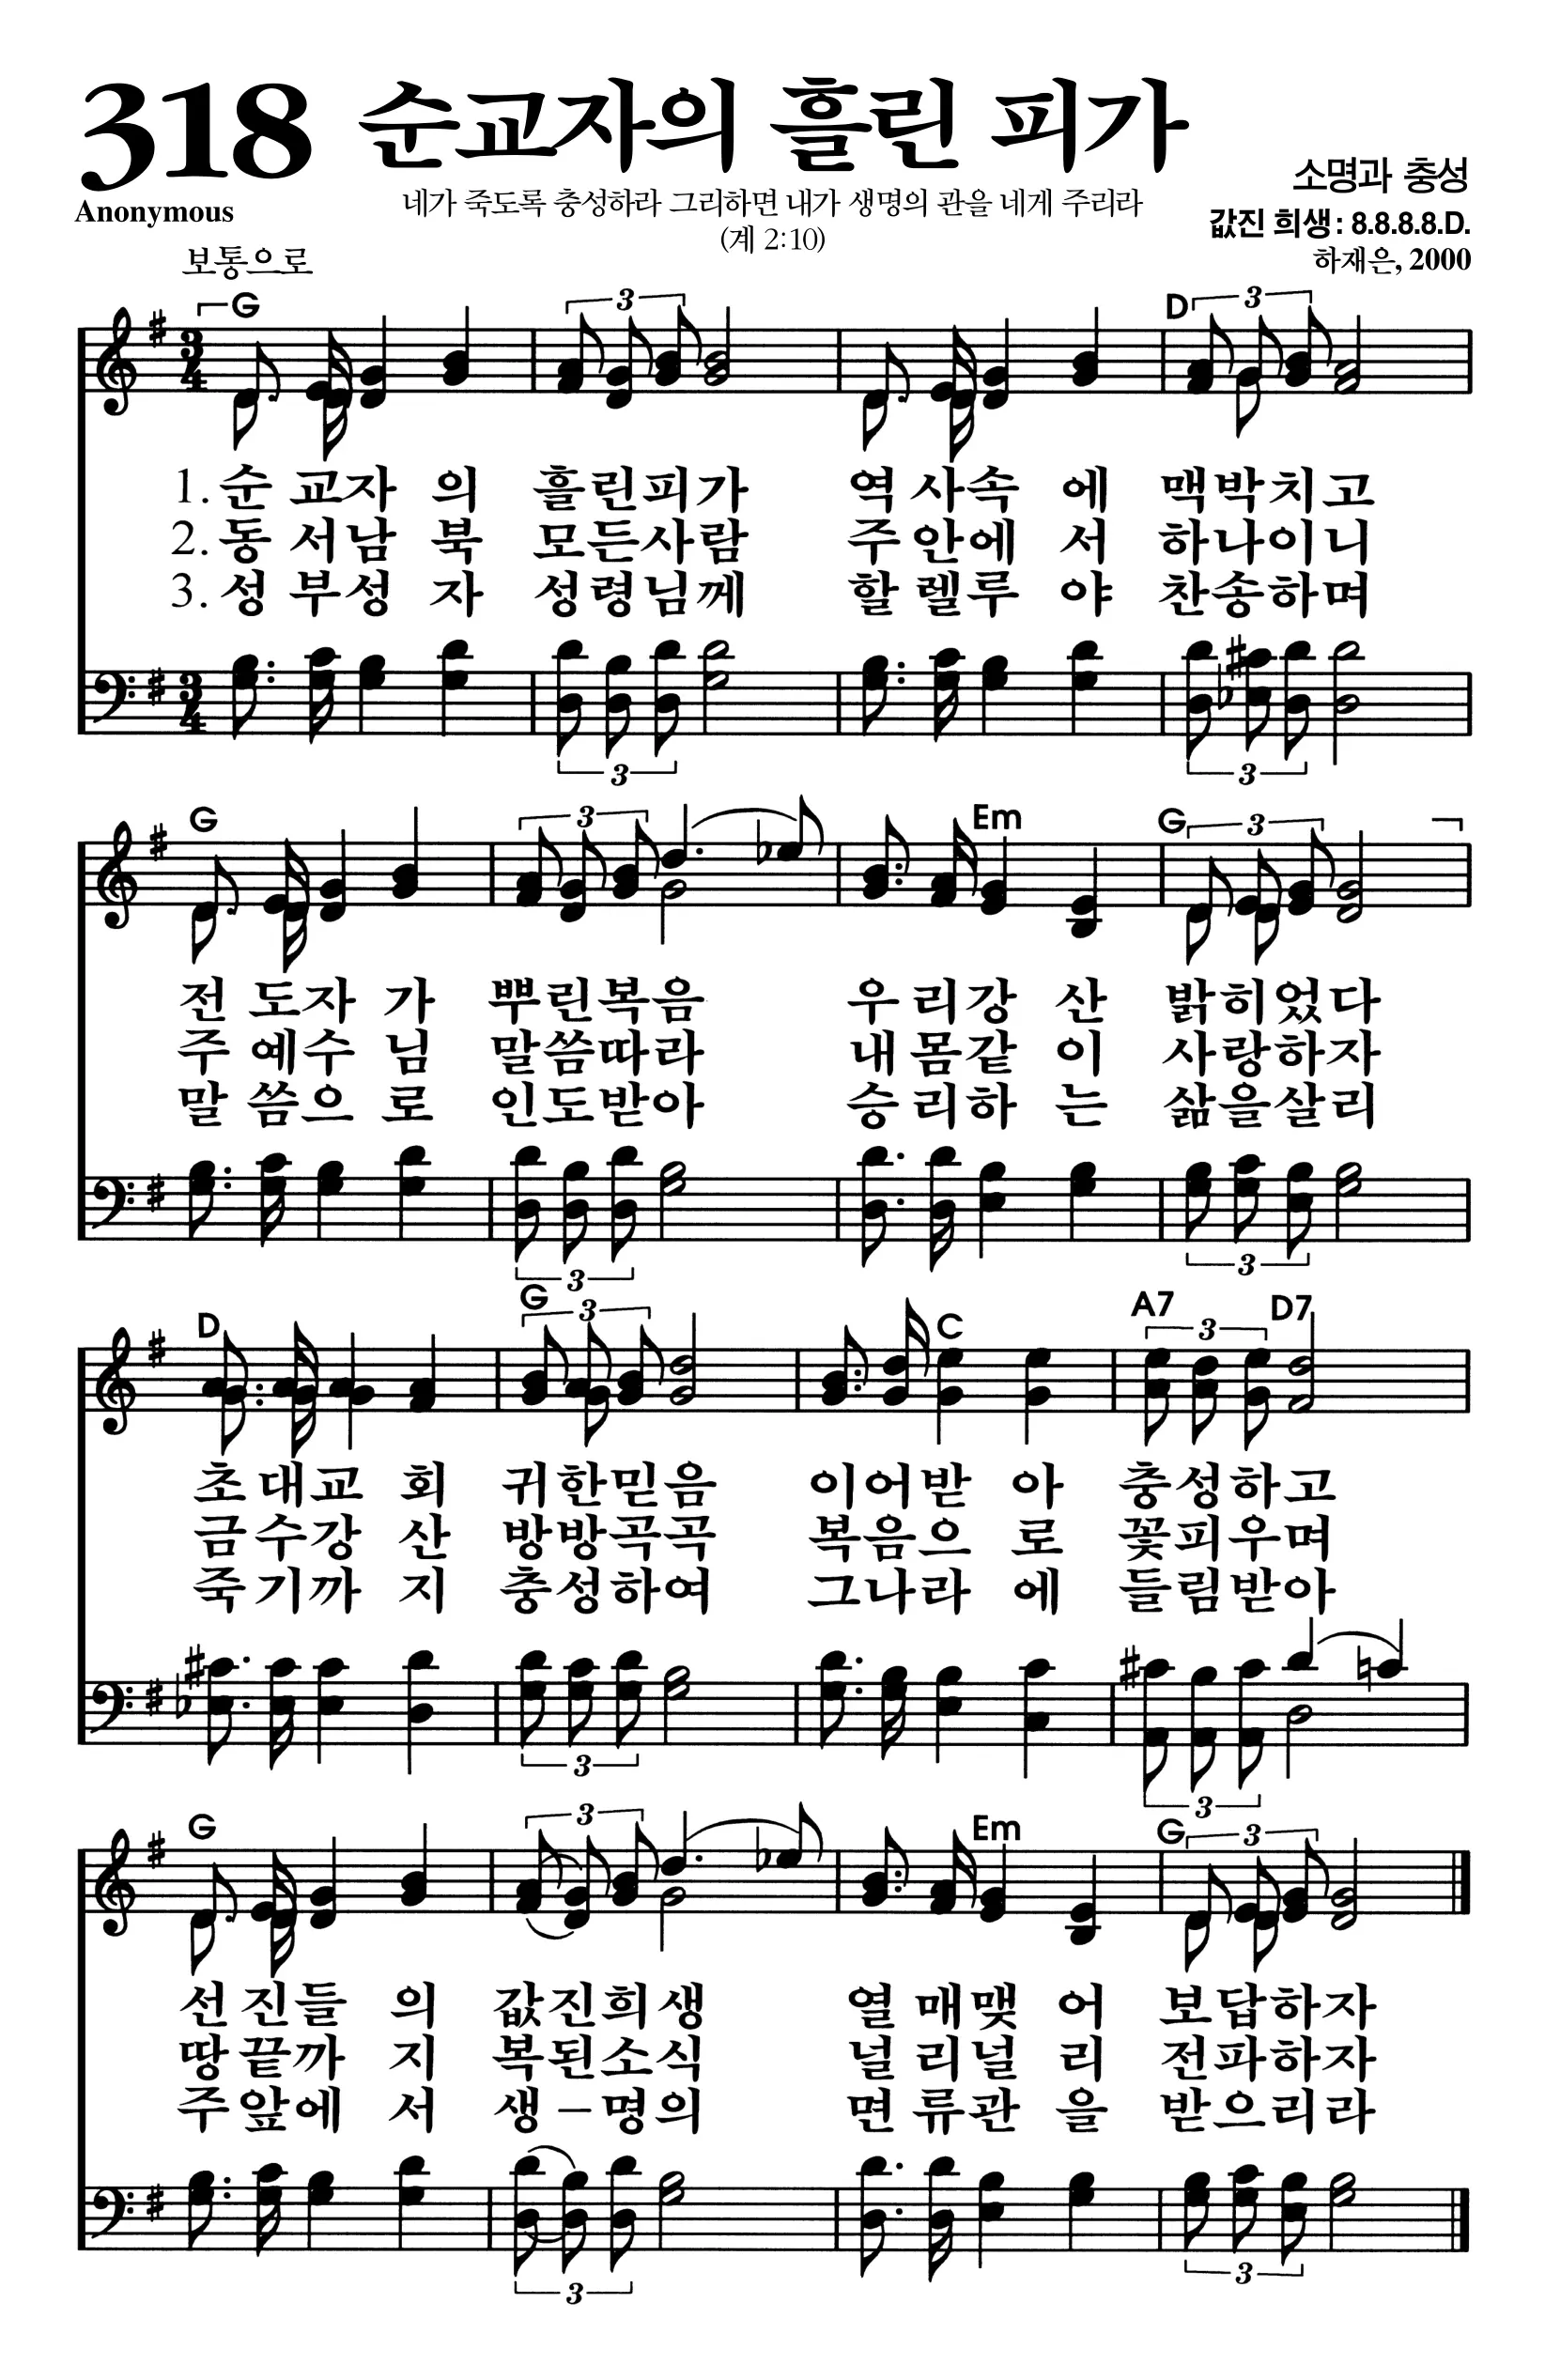 318 순교자의 흘린 피가
소명과 충성
Anonymous
네가 죽도록 충성하라 그리하면 내가 생명의 관을 네게 주리라
(계 2:10)
값진 희생: 8.8.8.8.D.
하재은, 2000
보통으로
G 3 D 3
3 4
1. 순 교자 의 흘린피가 역 사속 에 맥박치고
2. 동 서남 북 모든사람 주 안에 서 하나이니
3. 성 부성 자 성령님께 할 렐루 야 찬송하며
3 4
3 3
G 3 Em G 3
전 도자 가 뿌린복음 우 리강 산 밝히었다
주 예수 님 말씀따라 내 몸같 이 사랑하자
말 씀으 로 인도받아 승 리하 는 삶을살리
3 3
D G 3 C A7 3 D7
초 대교 회 귀한믿음 이어받 아 충성하고
금 수강 산 방방곡곡 복음으 로 꽃피우며
죽 기까 지 충성하여 그나라 에 들림받아
3 3
G 3 Em G 3
선 진들 의 값진희생 열 매맺 어 보답하자
땅 끝까 지 복된소식 널 리널 리 전파하자
주 앞에 서 생–명의 면 류관 을 받으리라
3 3